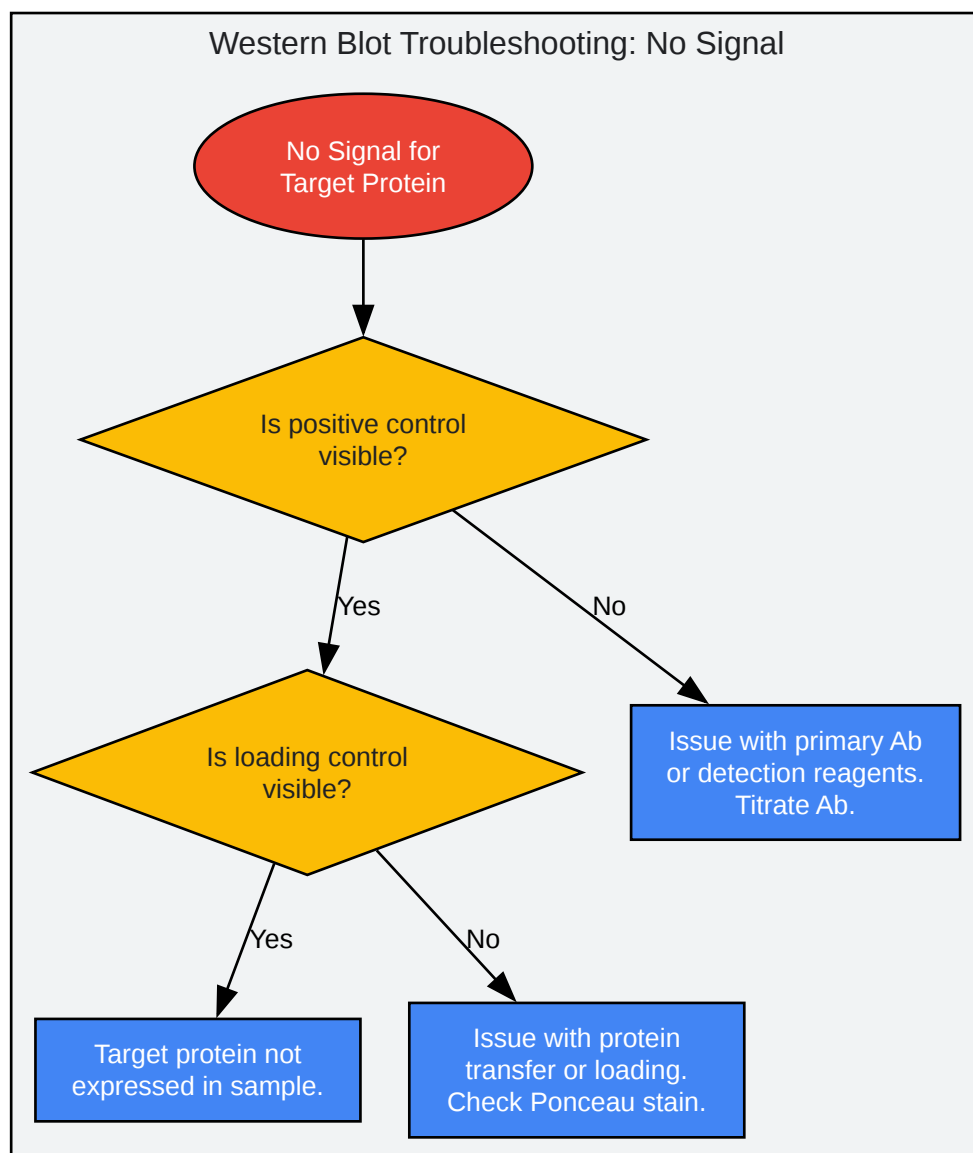 Western Blot Troubleshooting: No Signal
No Signal for
Target Protein
Is positive control
visible?
Yes
No
Is loading control
visible?
Issue with primary Ab
or detection reagents.
Titrate Ab.
Yes
No
Target protein not
expressed in sample.
Issue with protein
transfer or loading.
Check Ponceau stain.